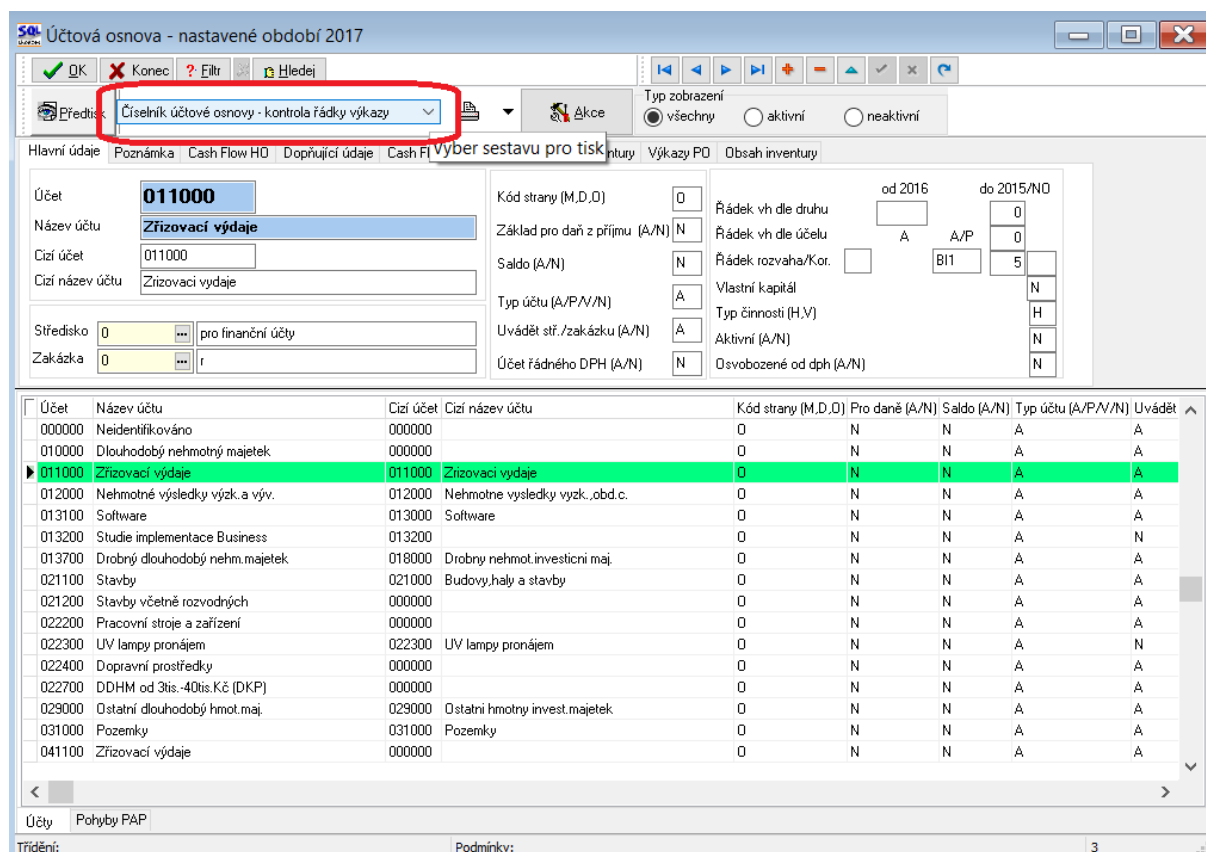 SQL Účtová osnova - nastavené období 2017
OK Konec ? Filtr Hledej
Předtisk Číselník účtové osnovy - kontrola řádky výkazy Akce Typ zobrazení všechny aktivní neaktivní
Vyber sestavu pro tisk
Hlavní údaje Poznámka Cash Flow HO Dopňující údaje Cash Výkazy PO Obsah inventury
od 2016 do 2015/NO
Účet 011000 Kód strany (M,D,O) O Řádek vh dle druhu 0
Název účtu Zřizovací výdaje Základ pro daň z příjmu (A/N) N Řádek vh dle účelu A A/P 0
Cizí účet 011000 Saldo (A/N) N Řádek rozvaha/Kor. BI1 5
Cizí název účtu Zrizovaci vydaje Typ účtu (A/P/V/N) A Vlastní kapitál N
Typ činnosti (H,V) H
Středisko 0 ... pro finanční účty Uvádět stř./zakázku (A/N) A Aktivní (A/N) N
Zakázka 0 ... r Účet řádného DPH (A/N) N Osvobozené od dph (A/N) N
Účet Název účtu Cizí účet Cizí název účtu Kód strany (M,D,O) Pro daně (A/N) Saldo (A/N) Typ účtu (A/P/V/N) Uvádět
000000 Neidentifikováno 000000 O N N A A
010000 Dlouhodobý nehmotný majetek 000000 O N N A A
011000 Zřizovací výdaje 011000 Zrizovaci vydaje O N N A A
012000 Nehmotné výsledky výzk.a výv. 012000 Nehmotne vysledky vyzk.,obd.c. O N N A A
013100 Software 013000 Software O N N A A
013200 Studie implementace Business 013200 O N N A N
013700 Drobný dlouhodobý nehm.majetek 018000 Drobny nehmot.investicni maj. O N N A A
021100 Stavby 021000 Budovy,haly a stavby O N N A A
021200 Stavby včetně rozvodných 000000 O N N A A
022200 Pracovní stroje a zařízení 000000 O N N A A
022300 UV lampy pronájem 022300 UV lampy pronájem O N N A N
022400 Dopravní prostředky 000000 O N N A A
022700 DDHM od 3tis.-40tis.Kč (DKP) 000000 O N N A A
029000 Ostatní dlouhodobý hmot.maj. 029000 Ostatni hmotny invest.majetek O N N A A
031000 Pozemky 031000 Pozemky O N N A A
041100 Zřizovací výdaje 000000 O N N A A
Účty Pohyby PAP
Třídění: Podmínky: 3